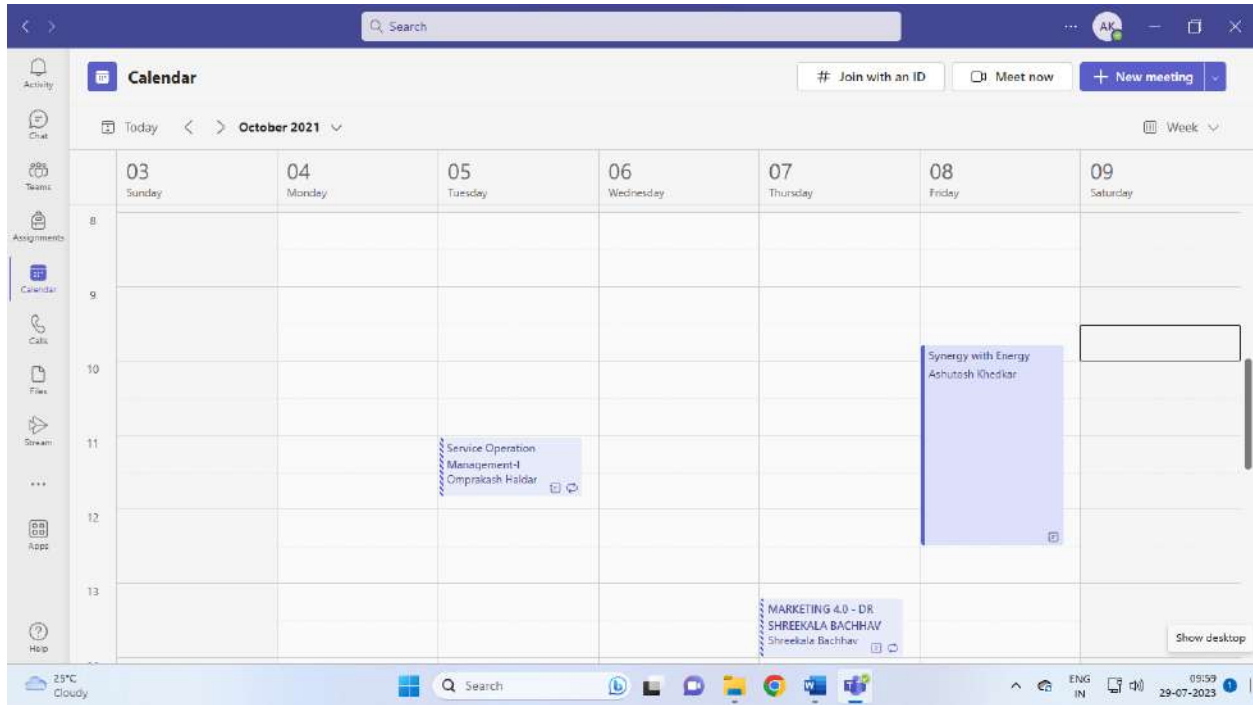 Search
AK
Activity
Chat
Teams
Assignments
Calendar
Calls
Files
Stream
Apps
Help
Calendar
# Join with an ID
Meet now
+ New meeting
Today
October 2021
Week
03
Sunday
04
Monday
05
Tuesday
06
Wednesday
07
Thursday
08
Friday
09
Saturday
8
9
10
11
12
13
Synergy with Energy
Ashutosh Khedkar
Service Operation
Management-I
Omprakash Haldar
MARKETING 4.0 - DR
SHREEKALA BACHHAV
Shreekala Bachhav
Show desktop
Cloudy
Search
ENG
IN
09:59
29-07-2023
1